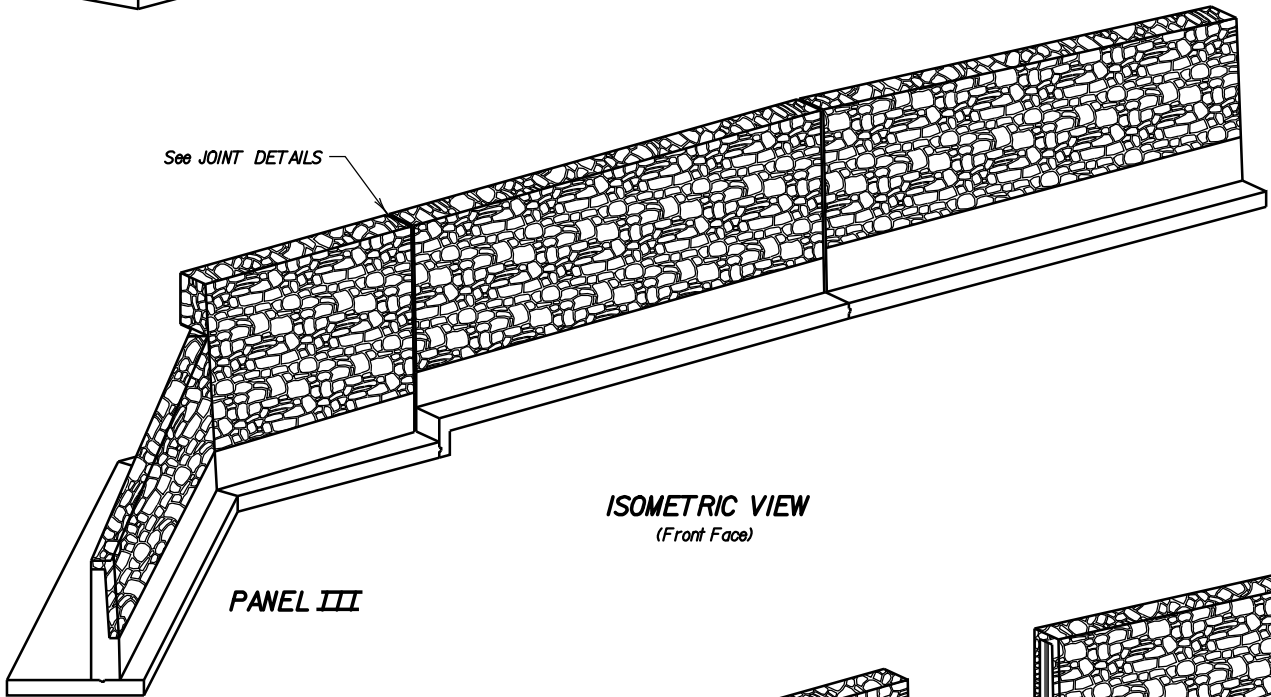 See JOINT DETAILS
ISOMETRIC VIEW
(Front Face)
PANEL III